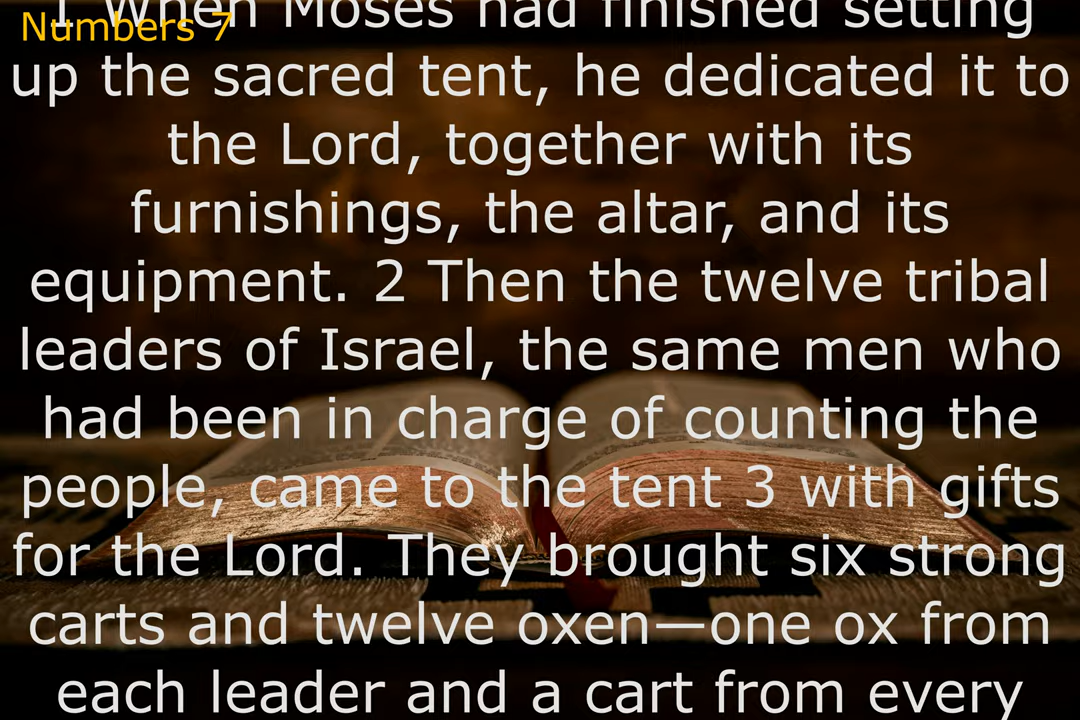 Numbers 7
1 When Moses had finished setting
up the sacred tent, he dedicated it to
the Lord, together with its
furnishings, the altar, and its
equipment. 2 Then the twelve tribal
leaders of Israel, the same men who
had been in charge of counting the
people, came to the tent 3 with gifts
for the Lord. They brought six strong
carts and twelve oxen—one ox from
each leader and a cart from every